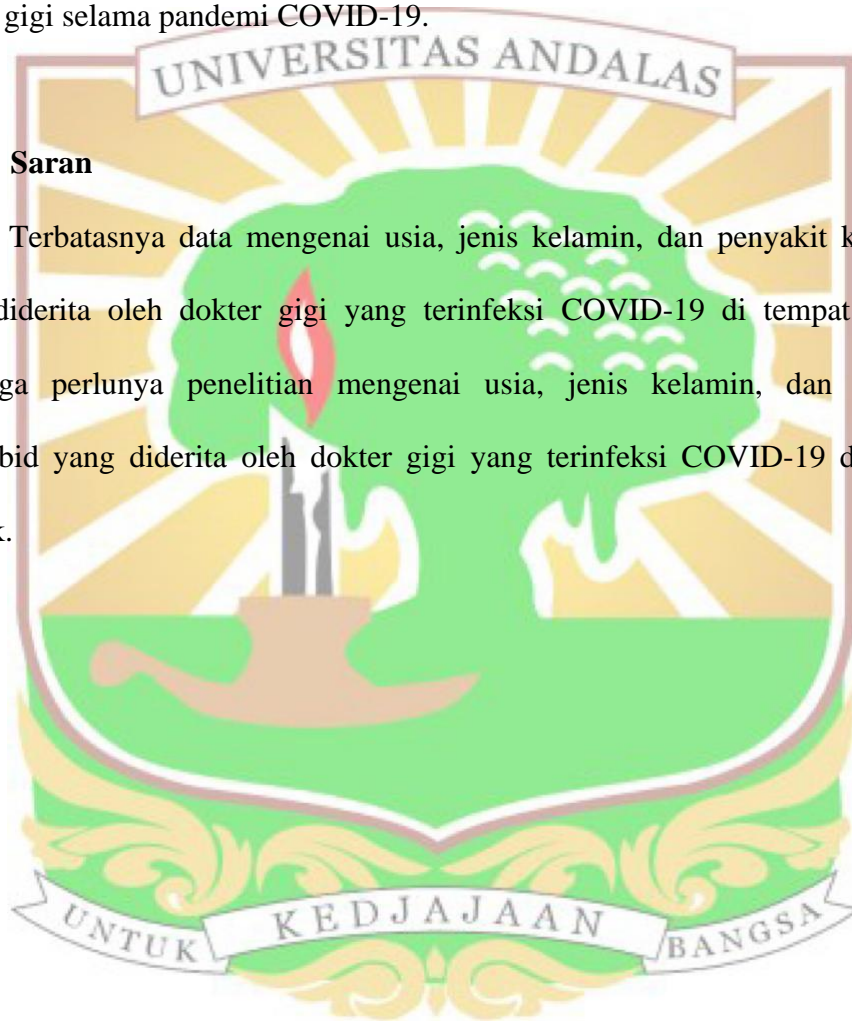 gigi selama pandemi COVID-19.
UNIVERSITAS ANDALAS
Saran
Terbatasnya data mengenai usia, jenis kelamin, dan penyakit k
diderita oleh dokter gigi yang terinfeksi COVID-19 di tempat
ga perlunya penelitian mengenai usia, jenis kelamin, dan
bid yang diderita oleh dokter gigi yang terinfeksi COVID-19 d
k.
UNTUK KEDJAJAAN BANGSA